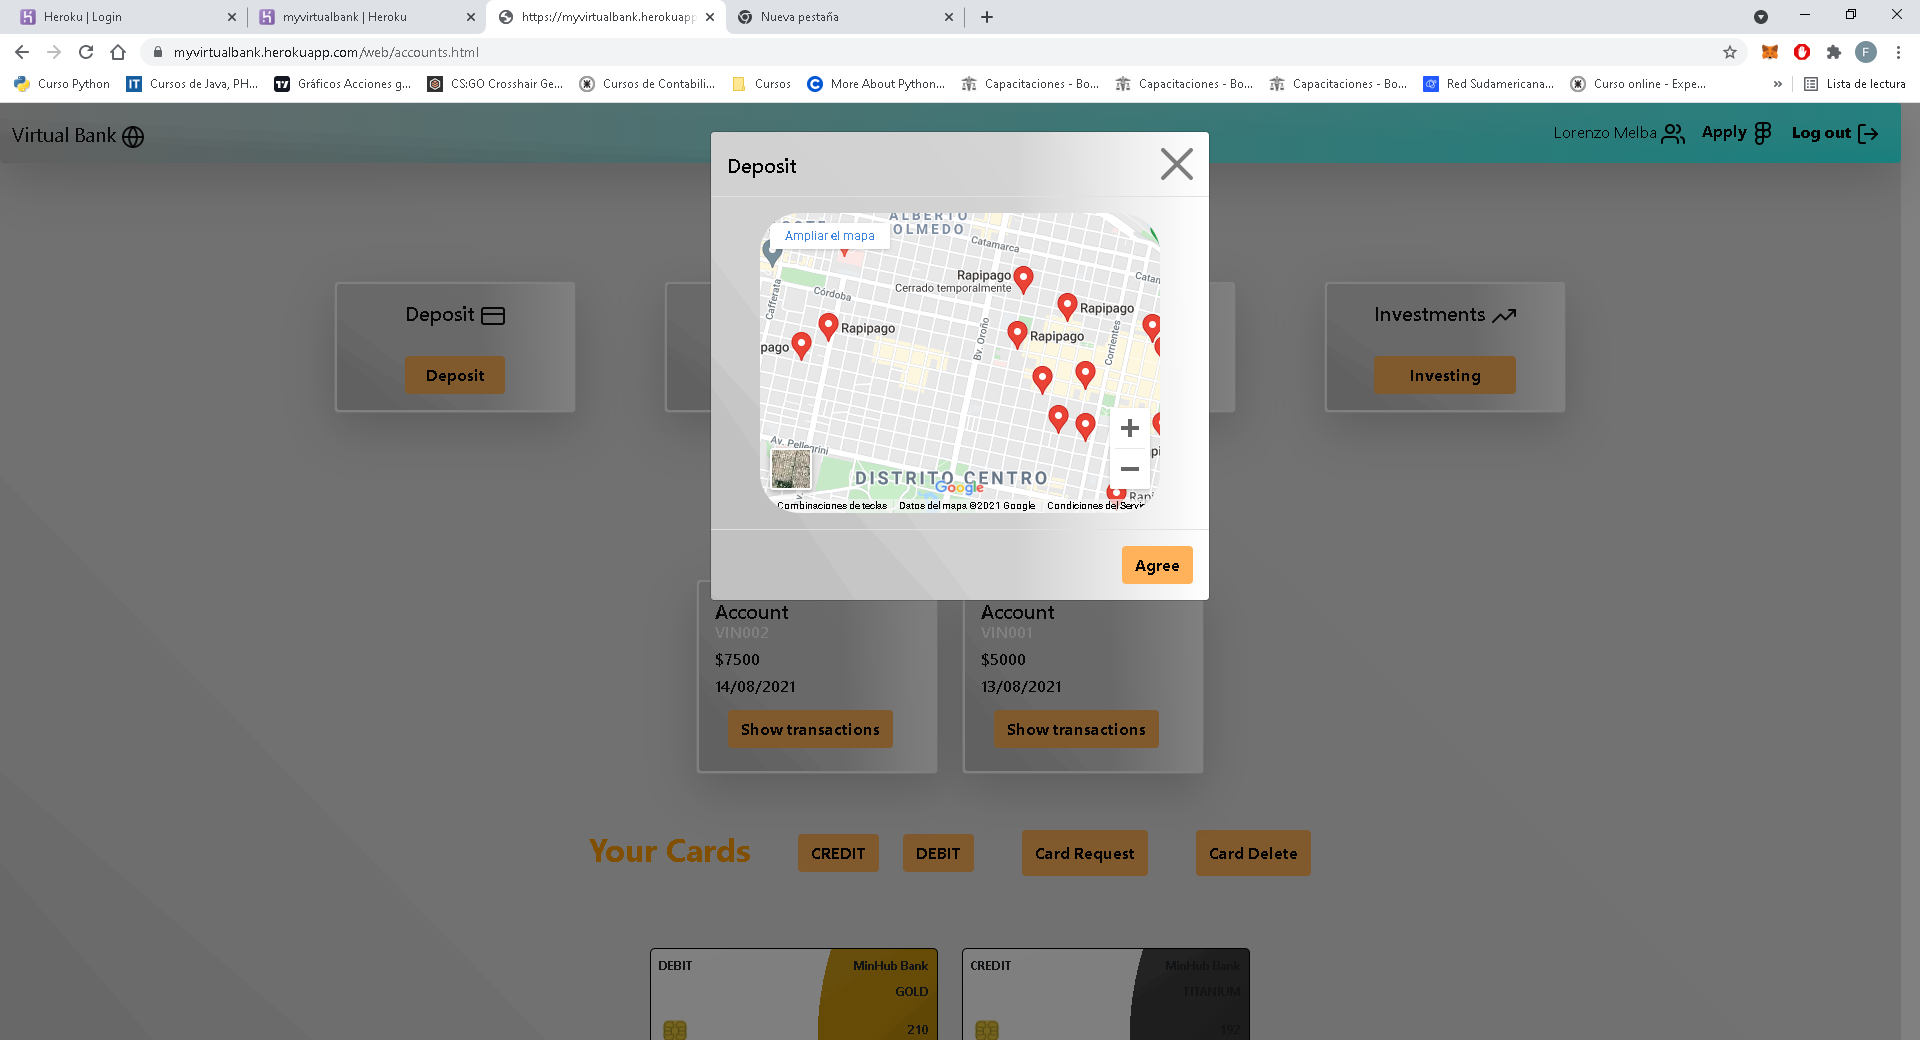 Heroku | Login
myvirtualbank | Heroku
https://myvirtualbank.herokuapp
Nueva pestaña
myvirtualbank.herokuapp.com/web/accounts.html
Curso Python
Cursos de Java, PH...
Gráficos Acciones g...
CS:GO Crosshair Ge...
Cursos de Contabili...
Cursos
More About Python...
Capacitaciones - Bo...
Capacitaciones - Bo...
Capacitaciones - Bo...
Red Sudamericana...
Curso online - Expe...
»
Lista de lectura
Virtual Bank
Lorenzo Melba
Apply
Log out
Deposit
ALBERTO
OLMEDO
Ampliar el mapa
Catamarca
Rapipago
Cerrado temporalmente
Córdoba
Cafferata
Rapipago
Rapipago
Rapipago
pago
Bv. Oroño
Corrientes
Av. Pellegrini
DISTRITO CENTRO
Google
Combinaciones de teclas
Datos del mapa ©2021 Google
Condiciones del Servi
Agree
Deposit
Deposit
Investments
Investing
Account
VIN002
$7500
14/08/2021
Show transactions
Account
VIN001
$5000
13/08/2021
Show transactions
Your Cards
CREDIT
DEBIT
Card Request
Card Delete
DEBIT
MinHub Bank
GOLD
210
CREDIT
MinHub Bank
TITANIUM
192